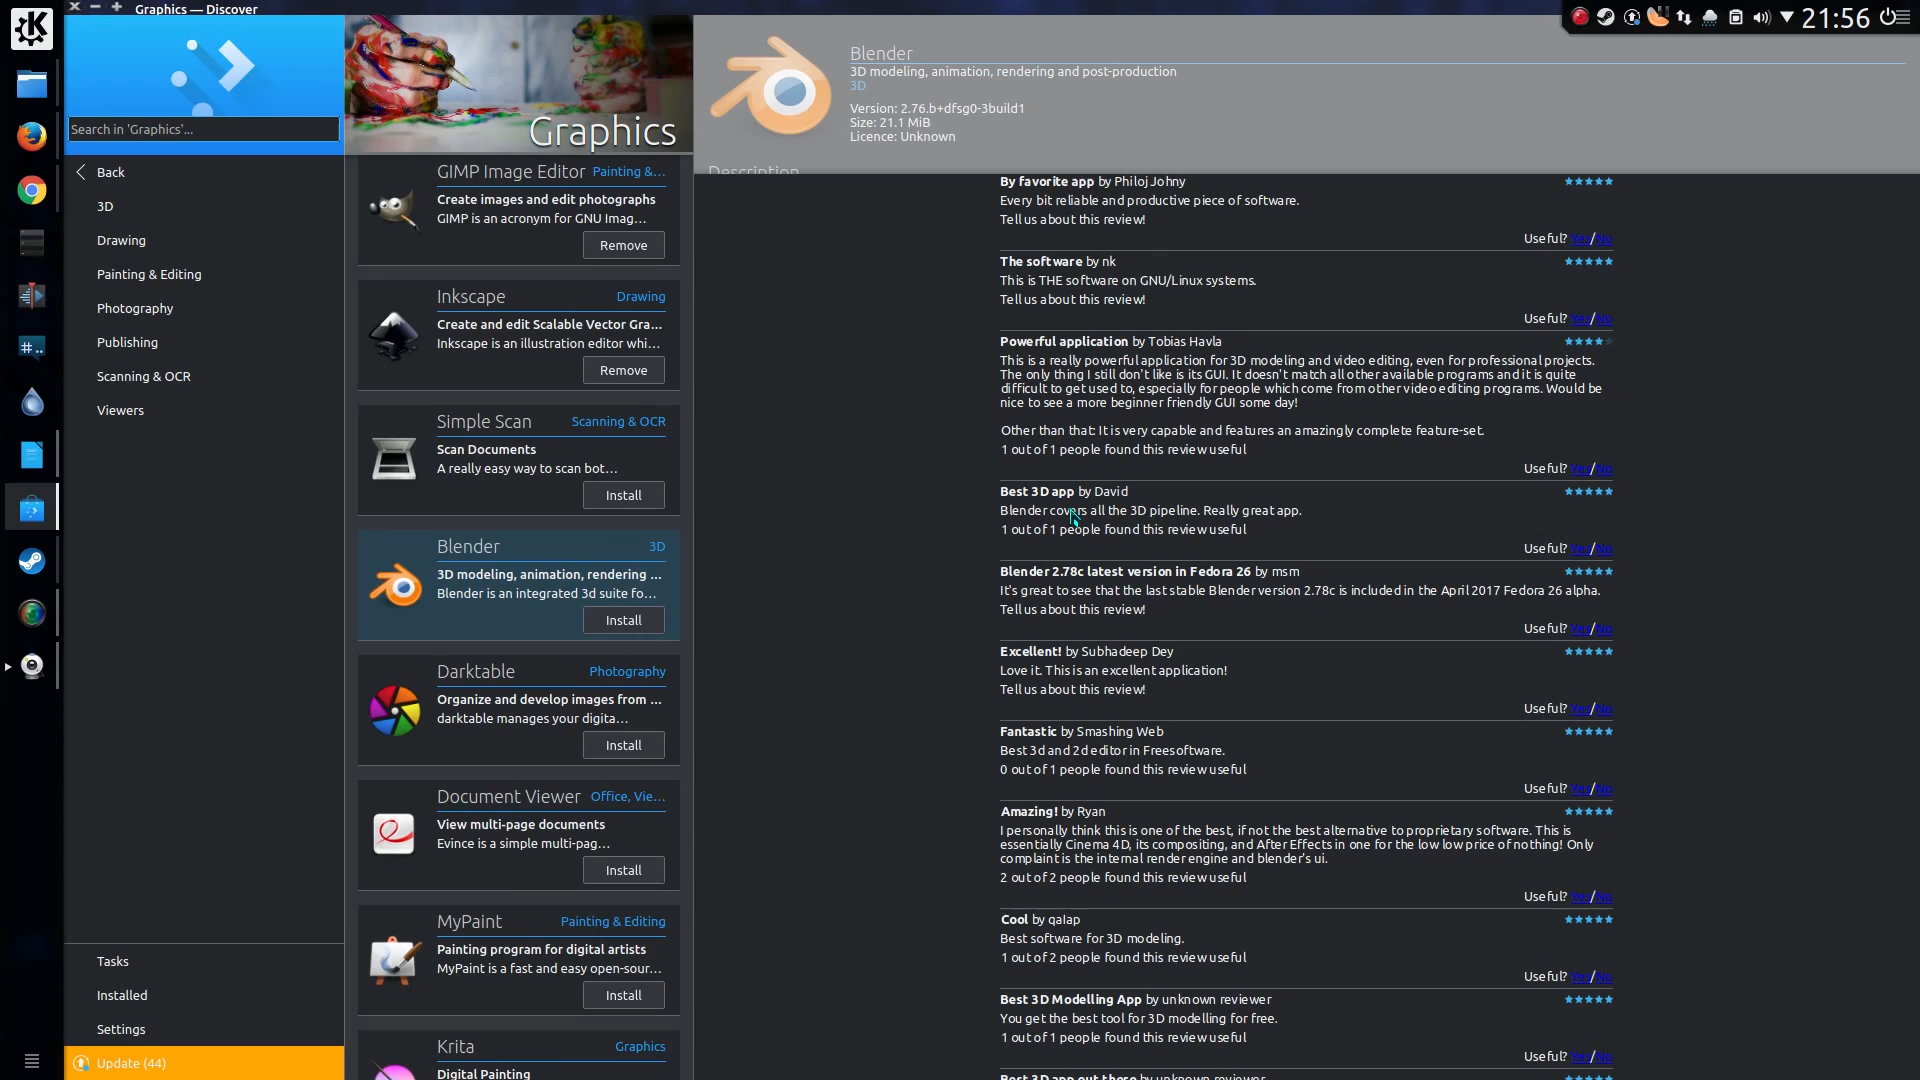 Graphics — Discover
21:56
Search in 'Graphics'...
Back
3D
Drawing
Painting & Editing
Photography
Publishing
Scanning & OCR
Viewers
Tasks
Installed
Settings
Update (44)
Graphics
GIMP Image Editor Painting &...
Create images and edit photographs
GIMP is an acronym for GNU Imag...
Remove
Inkscape Drawing
Create and edit Scalable Vector Gra...
Inkscape is an illustration editor whi...
Remove
Simple Scan Scanning & OCR
Scan Documents
A really easy way to scan bot...
Install
Blender 3D
3D modeling, animation, rendering ...
Blender is an integrated 3d suite fo...
Install
Darktable Photography
Organize and develop images from ...
darktable manages your digita...
Install
Document Viewer Office, Vie...
View multi-page documents
Evince is a simple multi-pag...
Install
MyPaint Painting & Editing
Painting program for digital artists
MyPaint is a fast and easy open-sour...
Install
Krita Graphics
Digital Painting
Blender
3D modeling, animation, rendering and post-production
3D
Version: 2.76.b+dfsg0-3build1
Size: 21.1 MiB
Licence: Unknown
Description
By favorite app by Philoj Johny
Every bit reliable and productive piece of software.
Tell us about this review!
Useful? Yes/No
The software by nk
This is THE software on GNU/Linux systems.
Tell us about this review!
Useful? Yes/No
Powerful application by Tobias Havla
This is a really powerful application for 3D modeling and video editing, even for professional projects.
The only thing I still don't like is its GUI. It doesn't match all other available programs and it is quite
difficult to get used to, especially for people which come from other video editing programs. Would be
nice to see a more beginner friendly GUI some day!
Other than that: It is very capable and features an amazingly complete feature-set.
1 out of 1 people found this review useful
Useful? Yes/No
Best 3D app by David
Blender covers all the 3D pipeline. Really great app.
1 out of 1 people found this review useful
Useful? Yes/No
Blender 2.78c latest version in Fedora 26 by msm
It's great to see that the last stable Blender version 2.78c is included in the April 2017 Fedora 26 alpha.
Tell us about this review!
Useful? Yes/No
Excellent! by Subhadeep Dey
Love it. This is an excellent application!
Tell us about this review!
Useful? Yes/No
Fantastic by Smashing Web
Best 3d and 2d editor in Freesoftware.
0 out of 1 people found this review useful
Useful? Yes/No
Amazing! by Ryan
I personally think this is one of the best, if not the best alternative to proprietary software. This is
essentially Cinema 4D, its compositing, and After Effects in one for the low low price of nothing! Only
complaint is the internal render engine and blender's ui.
2 out of 2 people found this review useful
Useful? Yes/No
Cool by qalap
Best software for 3D modeling.
1 out of 2 people found this review useful
Useful? Yes/No
Best 3D Modelling App by unknown reviewer
You get the best tool for 3D modelling for free.
1 out of 1 people found this review useful
Useful? Yes/No
Best 3D app out there by unknown reviewer